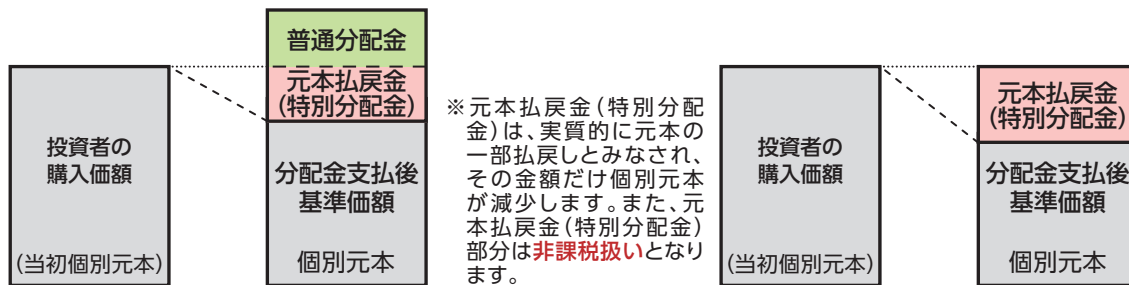 普通分配金
元本払戻金
(特別分配金)
投資者の
購入価額
分配金支払後
基準価額
(当初個別元本)
個別元本
※元本払戻金(特別分配
金)は、実質的に元本の
一部払戻しとみなされ、
その金額だけ個別元本
が減少します。また、元
本払戻金(特別分配金)
部分は非課税扱いとなり
ます。
元本払戻金
(特別分配金)
投資者の
購入価額
分配金支払後
基準価額
(当初個別元本)
個別元本